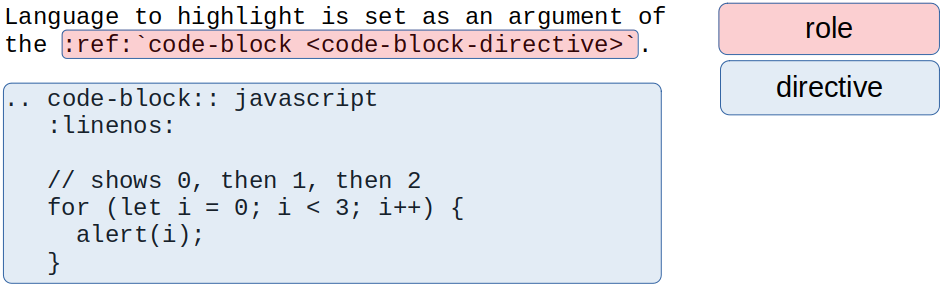 Language to highlight is set as an argument of
the :ref:`code-block <code-block-directive>`.
.. code-block:: javascript
   :linenos:
   // shows 0, then 1, then 2
   for (let i = 0; i < 3; i++) {
     alert(i);
   }
role
directive